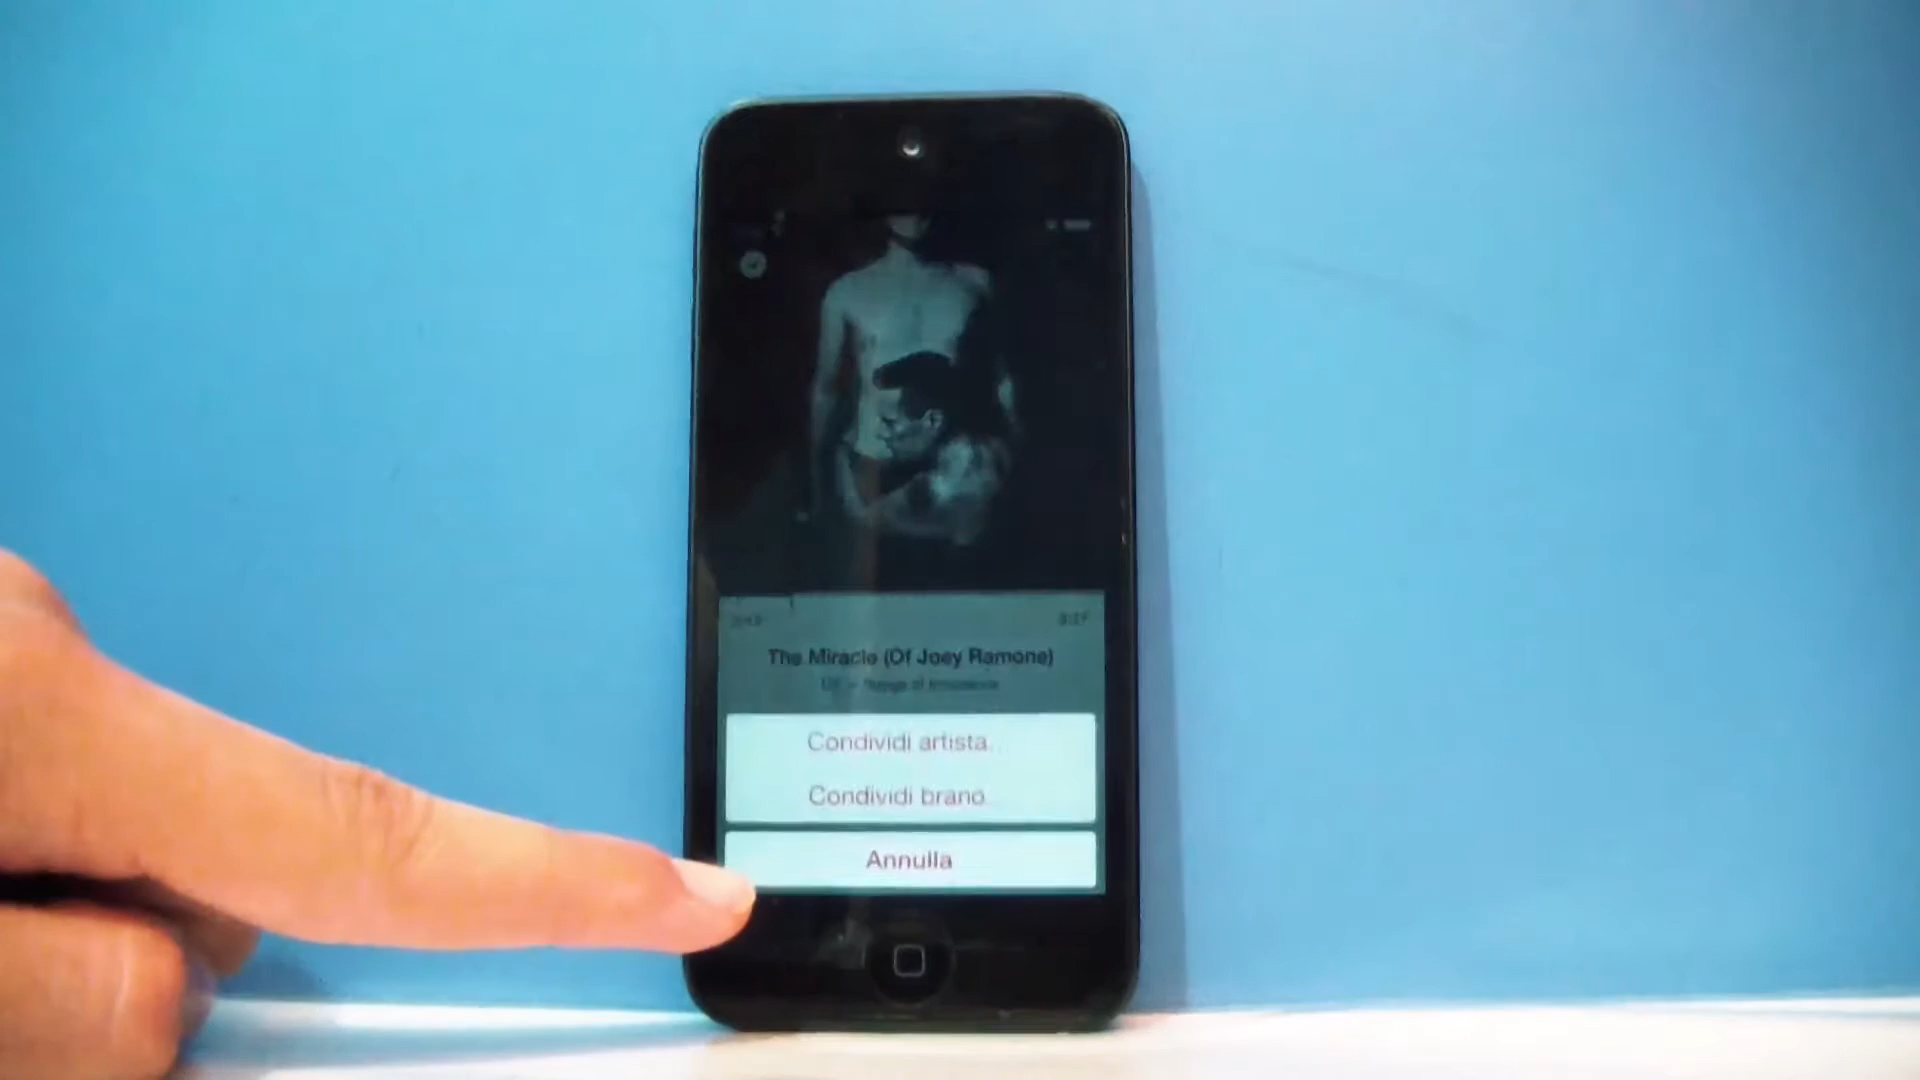 The Miracle (Of Joey Ramone)
Condividi artista...
Condividi brano...
Annulla